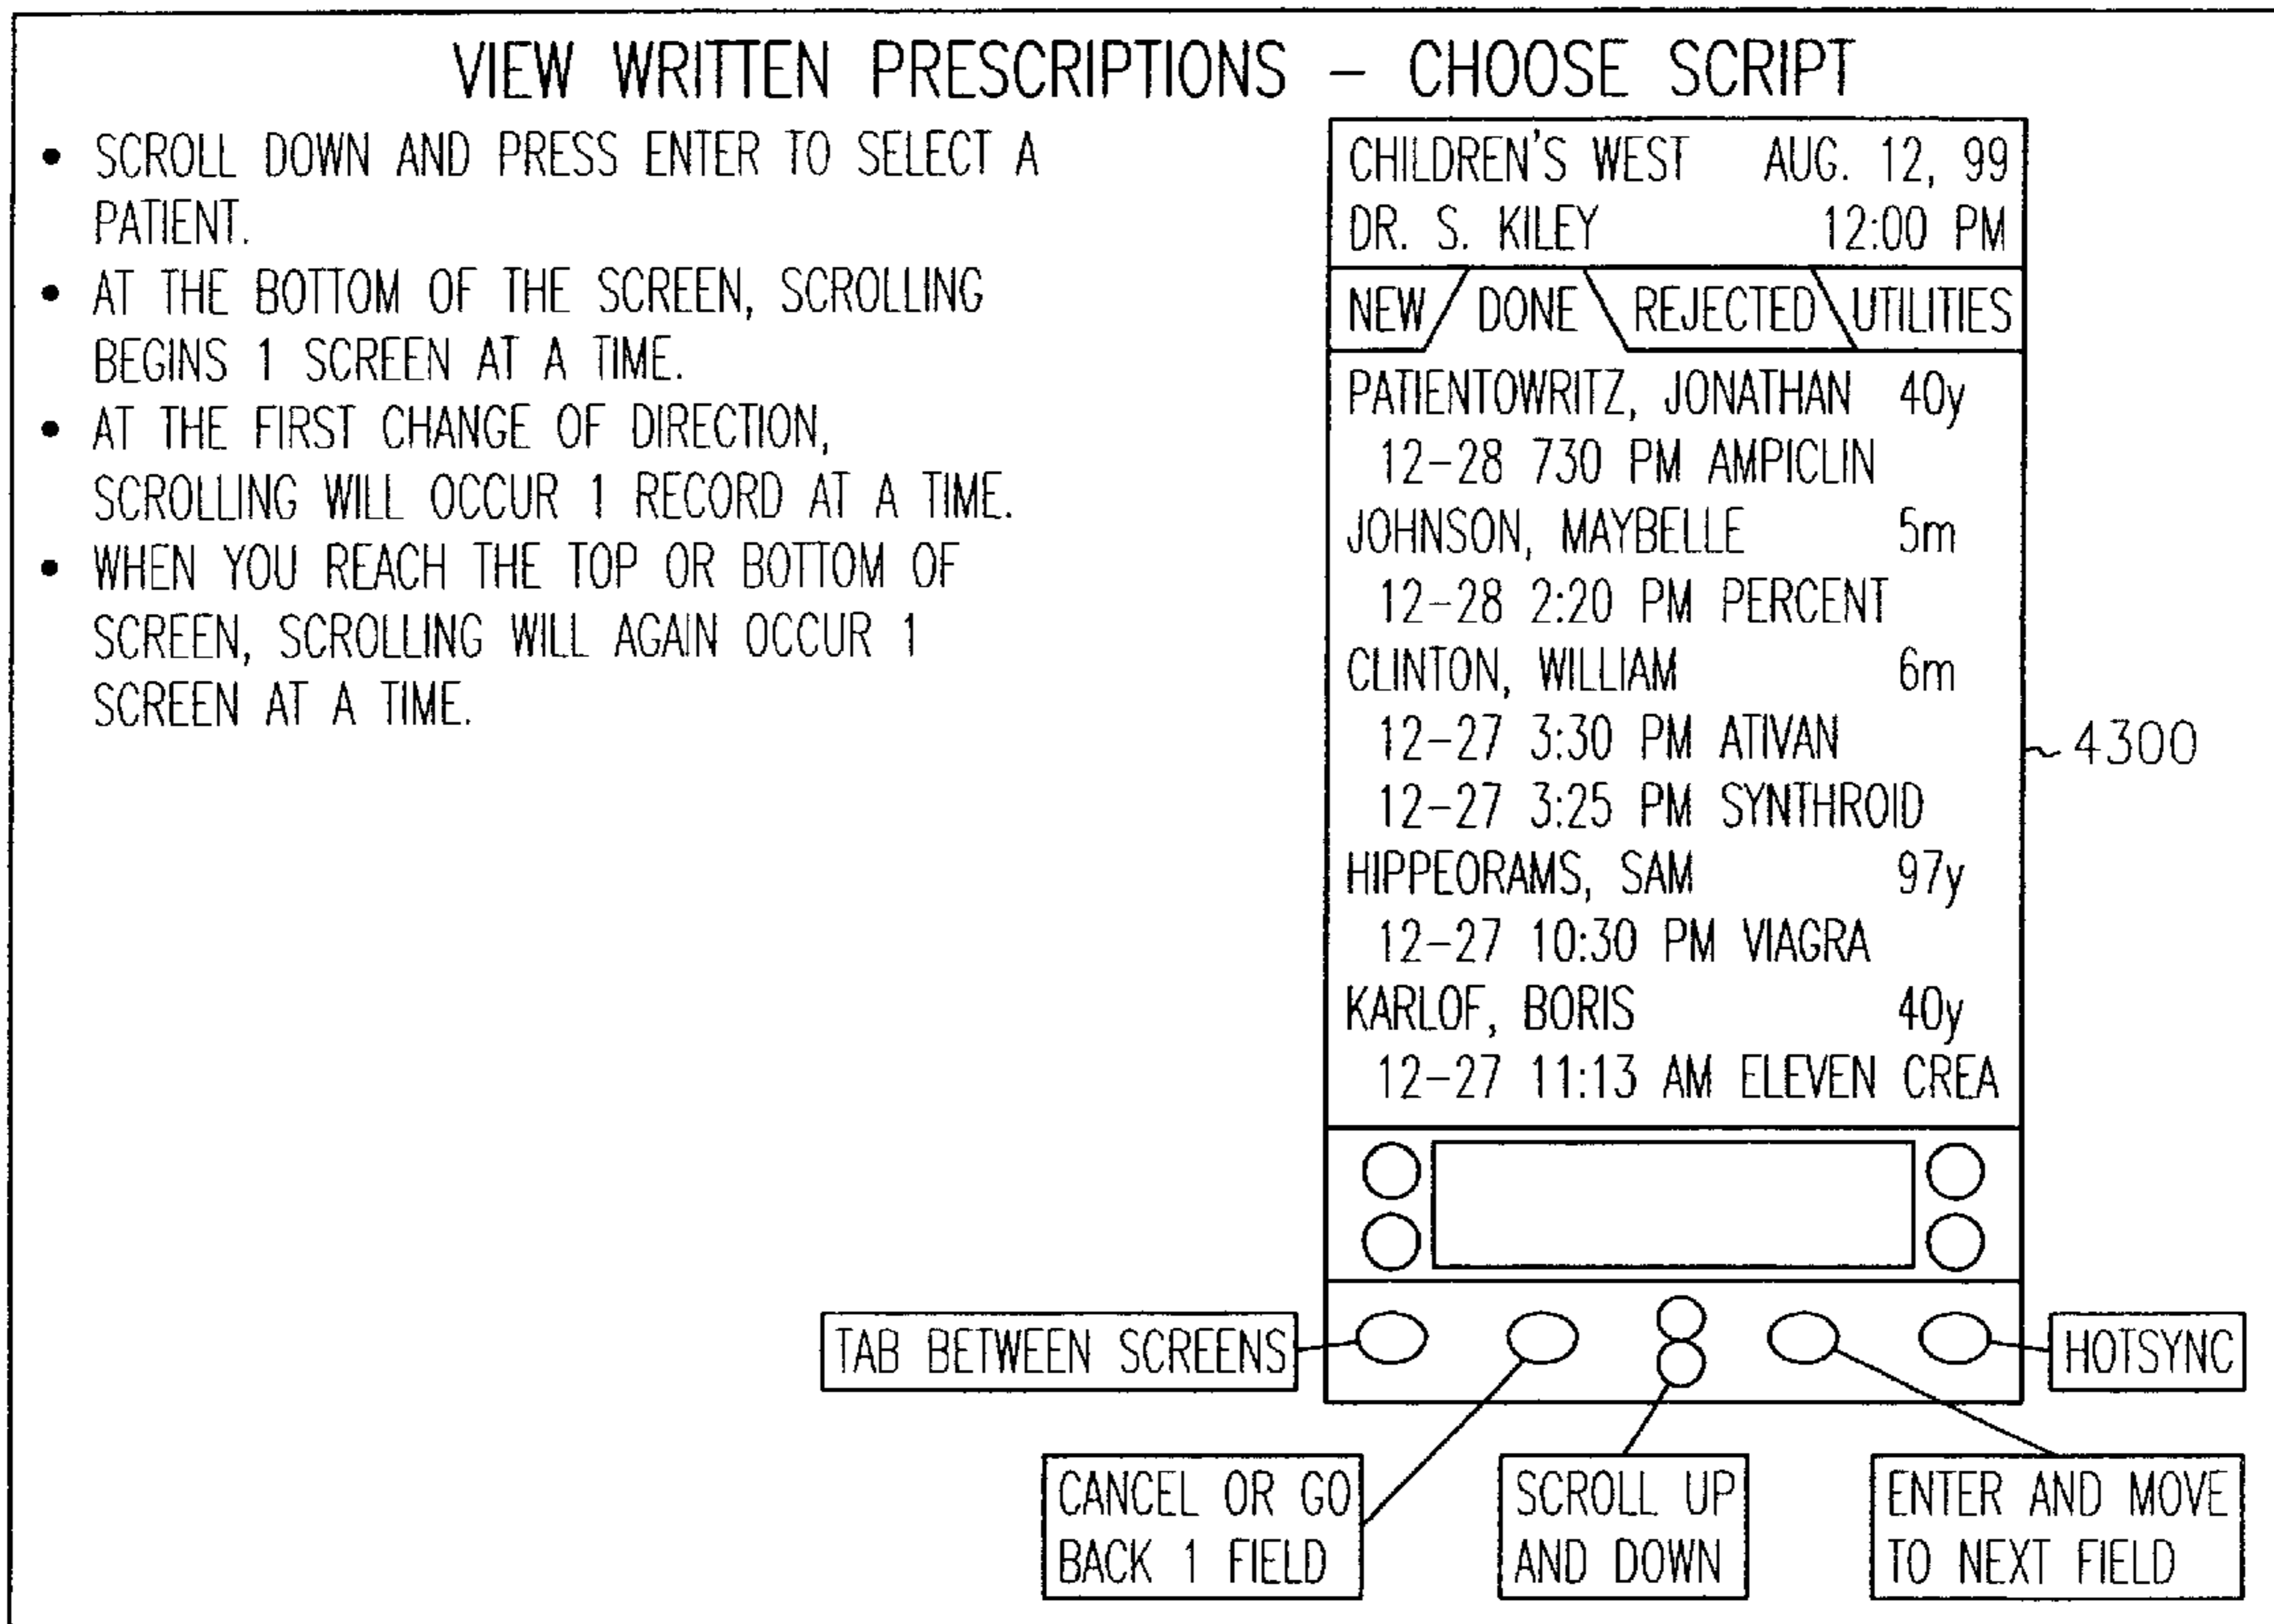 VIEW WRITTEN PRESCRIPTIONS – CHOOSE SCRIPT
• SCROLL DOWN AND PRESS ENTER TO SELECT A
PATIENT.
• AT THE BOTTOM OF THE SCREEN, SCROLLING
BEGINS 1 SCREEN AT A TIME.
• AT THE FIRST CHANGE OF DIRECTION,
SCROLLING WILL OCCUR 1 RECORD AT A TIME.
• WHEN YOU REACH THE TOP OR BOTTOM OF
SCREEN, SCROLLING WILL AGAIN OCCUR 1
SCREEN AT A TIME.
CHILDREN'S WEST AUG. 12, 99
DR. S. KILEY 12:00 PM
NEW DONE REJECTED UTILITIES
PATIENTOWRITZ, JONATHAN 40y
12-28 730 PM AMPICLIN
JOHNSON, MAYBELLE 5m
12-28 2:20 PM PERCENT
CLINTON, WILLIAM 6m
12-27 3:30 PM ATIVAN
12-27 3:25 PM SYNTHROID
HIPPEORAMS, SAM 97y
12-27 10:30 PM VIAGRA
KARLOF, BORIS 40y
12-27 11:13 AM ELEVEN CREA
4300
TAB BETWEEN SCREENS
HOTSYNC
CANCEL OR GO
BACK 1 FIELD
SCROLL UP
AND DOWN
ENTER AND MOVE
TO NEXT FIELD